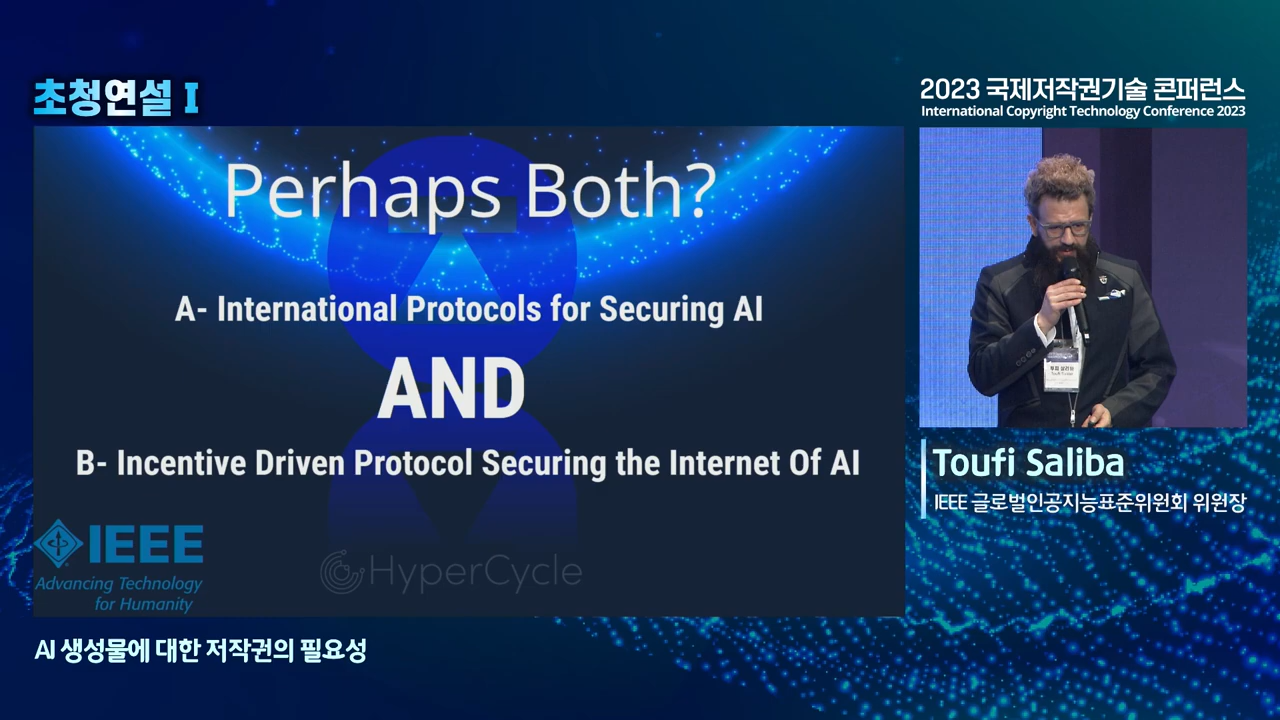 초청연설 I
2023 국제저작권기술 콘퍼런스
International Copyright Technology Conference 2023
Perhaps Both?
A- International Protocols for Securing AI
AND
B- Incentive Driven Protocol Securing the Internet Of AI
IEEE
Advancing Technology
for Humanity
HyperCycle
Toufi Saliba
IEEE 글로벌인공지능표준위원회 위원장
AI 생성물에 대한 저작권의 필요성